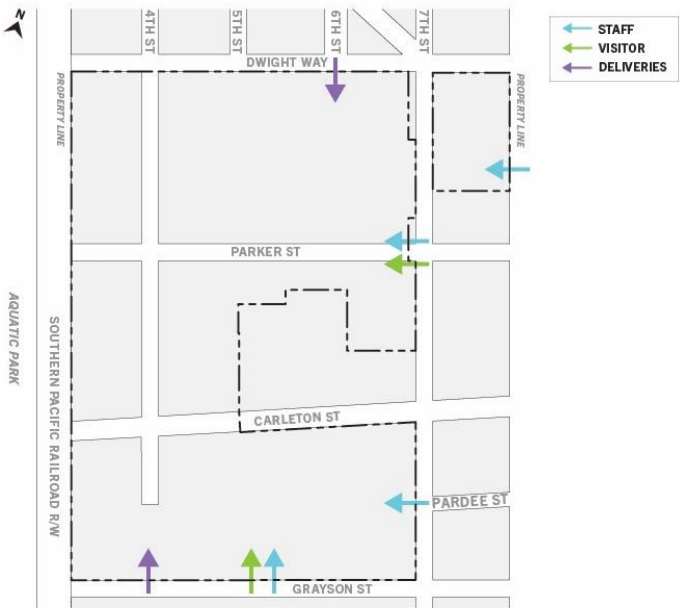 N
4TH ST
5TH ST
6TH ST
7TH ST
STAFF
VISITOR
DELIVERIES
DWIGHT WAY
PROPERTY LINE
PROPERTY LINE
PARKER ST
AQUATIC PARK
SOUTHERN PACIFIC RAILROAD R/W
CARLETON ST
PARDEE ST
GRAYSON ST